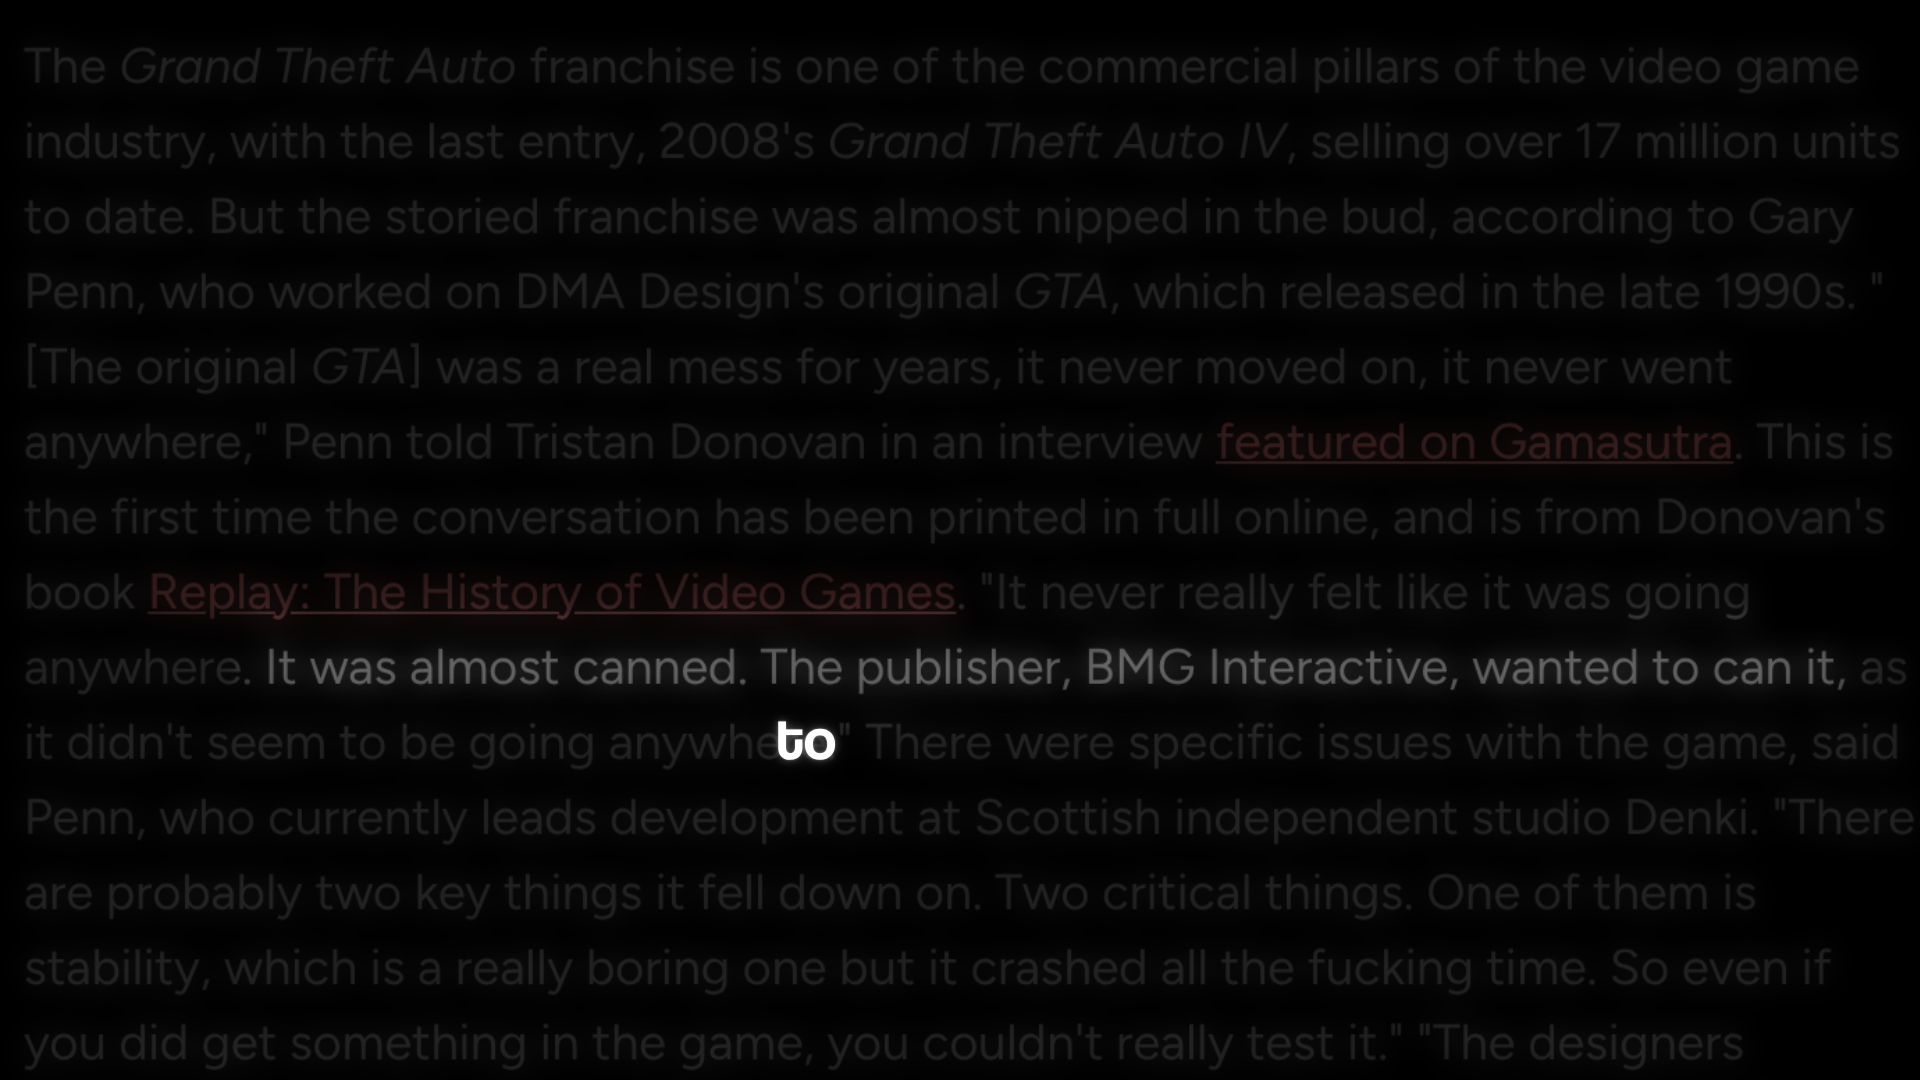 The Grand Theft Auto franchise is one of the commercial pillars of the video game
industry, with the last entry, 2008's Grand Theft Auto IV, selling over 17 million units
to date. But the storied franchise was almost nipped in the bud, according to Gary
Penn, who worked on DMA Design's original GTA, which released in the late 1990s. "
[The original GTA] was a real mess for years, it never moved on, it never went
anywhere," Penn told Tristan Donovan in an interview featured on Gamasutra. This is
the first time the conversation has been printed in full online, and is from Donovan's
book Replay: The History of Video Games. "It never really felt like it was going
anywhere. It was almost canned. The publisher, BMG Interactive, wanted to can it, as
it didn't seem to be going to " There were specific issues with the game, said
Penn, who currently leads development at Scottish independent studio Denki. "There
are probably two key things it fell down on. Two critical things. One of them is
stability, which is a really boring one but it crashed all the fucking time. So even if
you did get something in the game, you couldn't really test it." "The designers